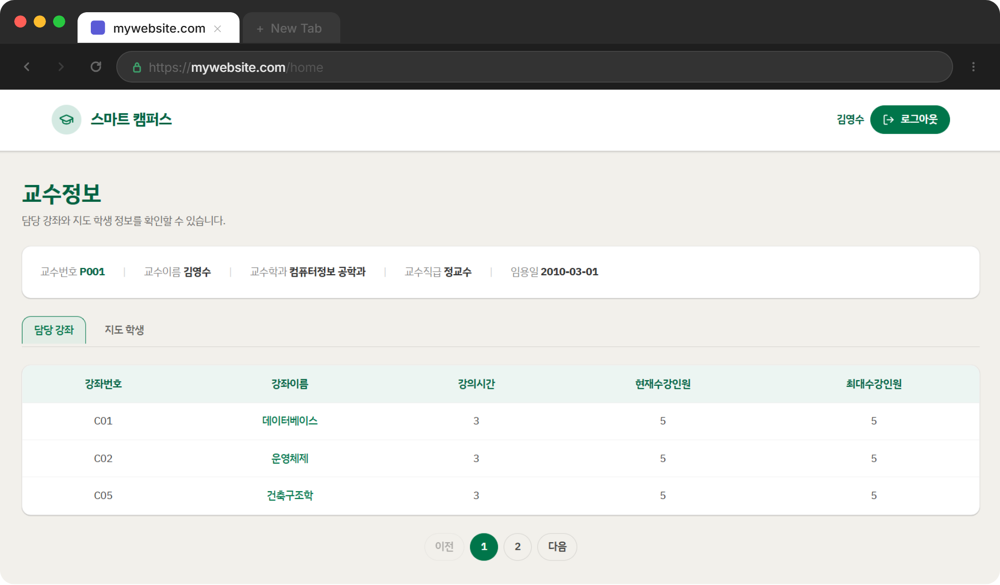 mywebsite.com
+ New Tab
https://mywebsite.com/home
스마트 캠퍼스
김영수
로그아웃
교수정보
담당 강좌와 지도 학생 정보를 확인할 수 있습니다.
교수번호 P001 | 교수이름 김영수 | 교수학과 컴퓨터정보 공학과 | 교수직급 정교수 | 임용일 2010-03-01
담당 강좌 지도 학생
강좌번호 강좌이름 강의시간 현재수강인원 최대수강인원
C01 데이터베이스 3 5 5
C02 운영체제 3 5 5
C05 건축구조학 3 5 5
이전 1 2 다음